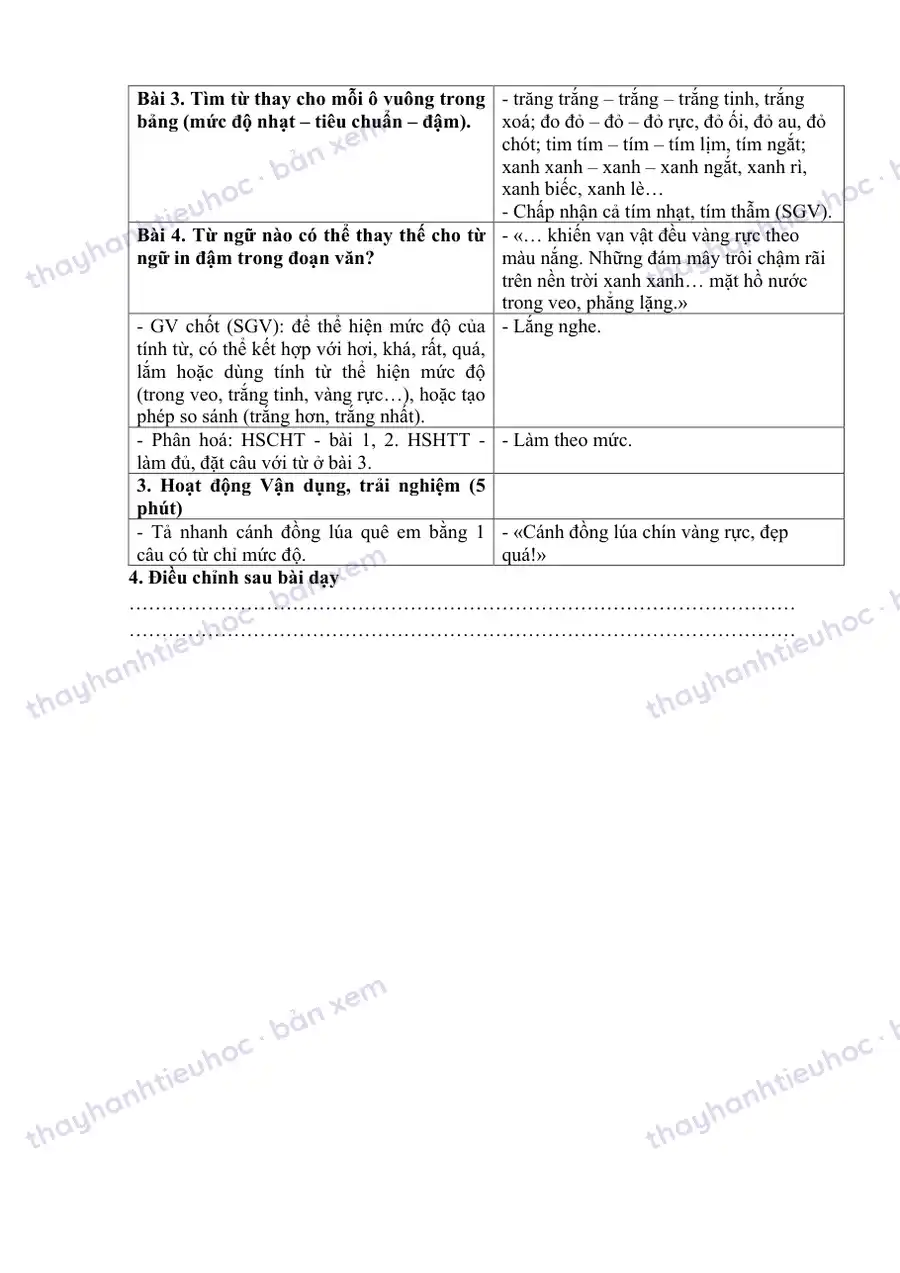 Bài 3. Tìm từ thay cho mỗi ô vuông trong
bảng (mức độ nhạt – tiêu chuẩn – đậm).
- trăng trắng – trắng – trắng tinh, trắng
xoá; đo đỏ – đỏ – đỏ rực, đỏ ối, đỏ au, đỏ
chót; tim tím – tím – tím lịm, tím ngắt;
xanh xanh – xanh – xanh ngắt, xanh rì,
xanh biếc, xanh lè…
- Chấp nhận cả tím nhạt, tím thẫm (SGV).
Bài 4. Từ ngữ nào có thể thay thế cho từ
ngữ in đậm trong đoạn văn?
- «… khiến vạn vật đều vàng rực theo
màu nắng. Những đám mây trôi chậm rãi
trên nền trời xanh xanh… mặt hồ nước
trong veo, phẳng lặng.»
- GV chốt (SGV): để thể hiện mức độ của
tính từ, có thể kết hợp với hơi, khá, rất, quá,
lắm hoặc dùng tính từ thể hiện mức độ
(trong veo, trắng tinh, vàng rực…), hoặc tạo
phép so sánh (trắng hơn, trắng nhất).
- Lắng nghe.
- Phân hoá: HSCHT - bài 1, 2. HSHTT -
làm đủ, đặt câu với từ ở bài 3.
- Làm theo mức.
3. Hoạt động Vận dụng, trải nghiệm (5
phút)
- Tả nhanh cánh đồng lúa quê em bằng 1
câu có từ chỉ mức độ.
- «Cánh đồng lúa chín vàng rực, đẹp
quá!»
4. Điều chỉnh sau bài dạy
……………………………………………………………………………………………
……………………………………………………………………………………………
thayhanhtieuhoc · bản xem
thayhanhtieuhoc · b
thayhanhtieuhoc · bản xem
thayhanhtieuhoc · b
thayhanhtieuhoc · bản xem
thayhanhtieuhoc · b